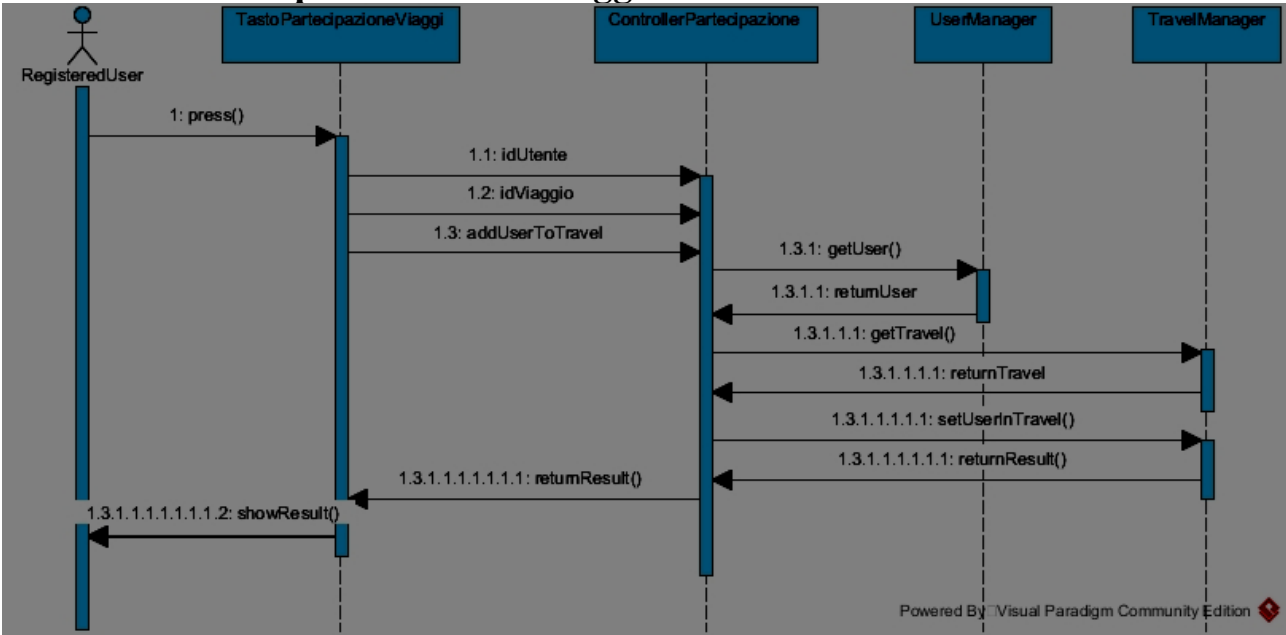 TastoPartecipazioneViaggi
ControllerPartecipazione
UserManager
TravelManager
RegisteredUser
1: press()
1.1: idUtente
1.2: idViaggio
1.3: addUserToTravel
1.3.1: getUser()
1.3.1.1: returnUser
1.3.1.1.1: getTravel()
1.3.1.1.1.1: returnTravel
1.3.1.1.1.1.1: setUserInTravel()
1.3.1.1.1.1.1.1: returnResult()
1.3.1.1.1.1.1.1.1: returnResult()
1.3.1.1.1.1.1.1.1.2: showResult()
Powered By Visual Paradigm Community Edition